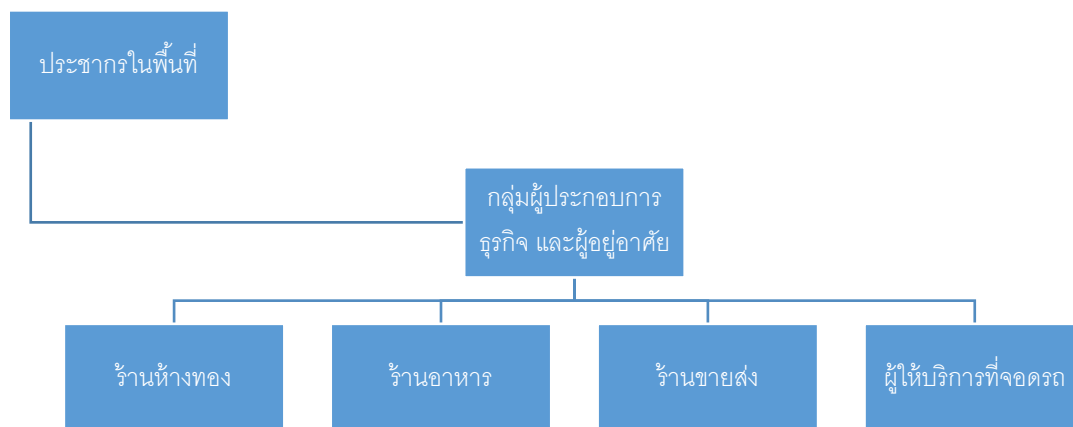 ประชากรในพื้นที่
กลุ่มผู้ประกอบการ
ธุรกิจ และผู้อยู่อาศัย
ร้านห้างทอง
ร้านอาหาร
ร้านขายส่ง
ผู้ให้บริการที่จอดรถ